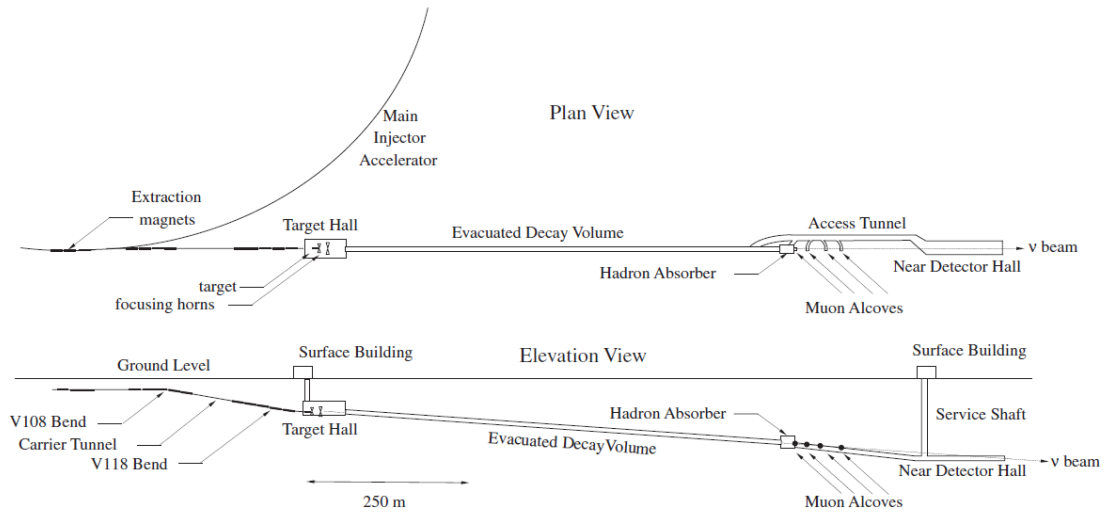 Plan View
Main
Injector
Accelerator
Extraction
magnets
Target Hall
Evacuated Decay Volume
Access Tunnel
ν beam
Near Detector Hall
Hadron Absorber
target
focusing horns
Muon Alcoves
Elevation View
Ground Level
Surface Building
Surface Building
V108 Bend
Carrier Tunnel
V118 Bend
Target Hall
Hadron Absorber
Evacuated DecayVolume
Service Shaft
ν beam
Near Detector Hall
Muon Alcoves
250 m